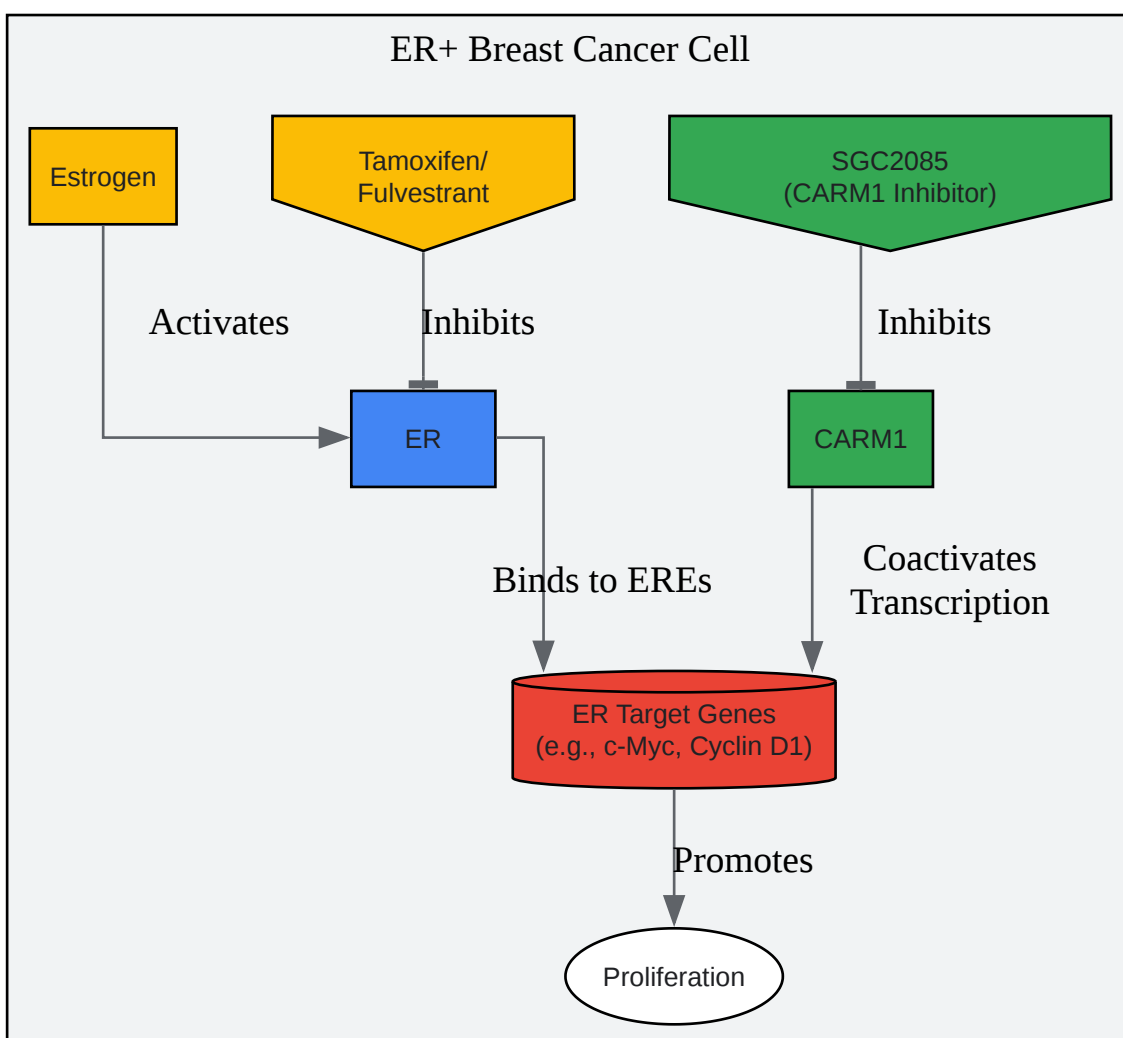 ER+ Breast Cancer Cell
Estrogen
Tamoxifen/
Fulvestrant
SGC2085
(CARM1 Inhibitor)
Activates
Inhibits
Inhibits
ER
CARM1
Binds to EREs
Coactivates
Transcription
ER Target Genes
(e.g., c-Myc, Cyclin D1)
Promotes
Proliferation